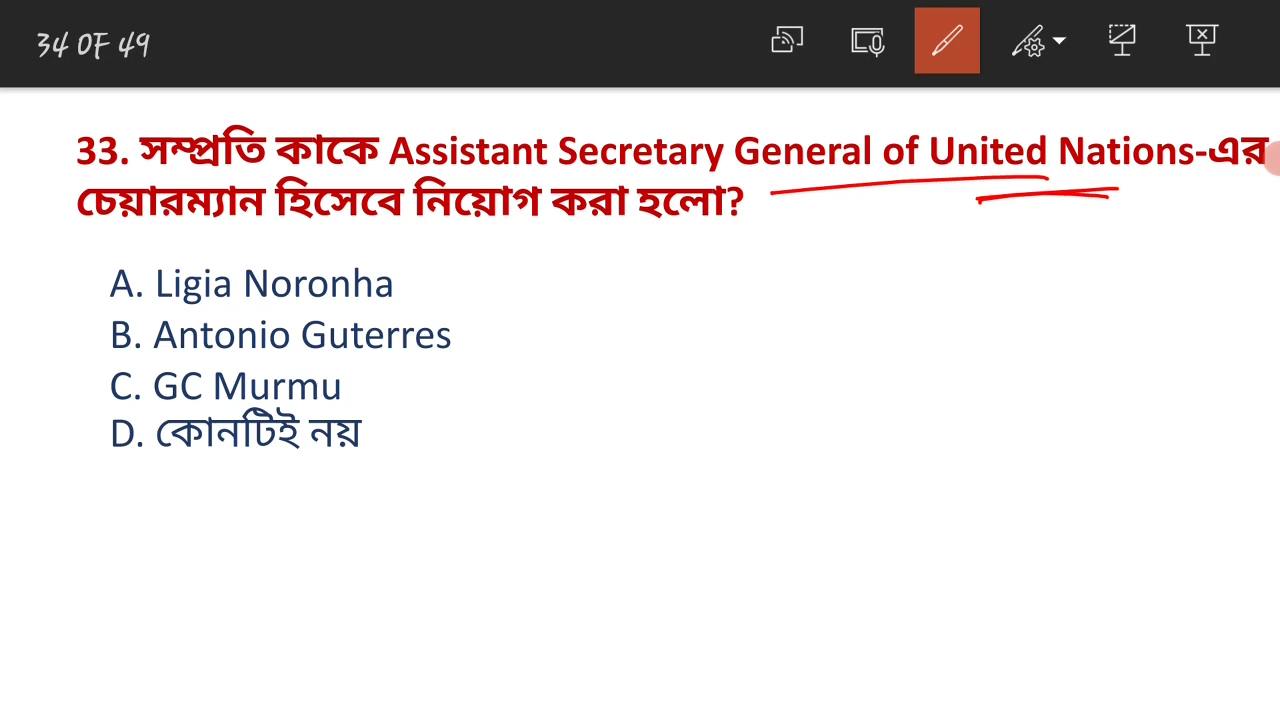 34 OF 49
33. সম্প্রতি কাকে Assistant Secretary General of United Nations-এর
চেয়ারম্যান হিসেবে নিয়োগ করা হলো?
A. Ligia Noronha
B. Antonio Guterres
C. GC Murmu
D. কোনটিই নয়